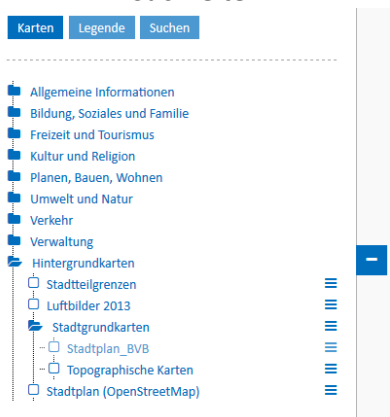 Karten Legende Suchen
Allgemeine Informationen
Bildung, Soziales und Familie
Freizeit und Tourismus
Kultur und Religion
Planen, Bauen, Wohnen
Umwelt und Natur
Verkehr
Verwaltung
Hintergrundkarten
Stadtteilgrenzen
Luftbilder 2013
Stadtgrundkarten
Stadtplan_BVB
Topographische Karten
Stadtplan (OpenStreetMap)